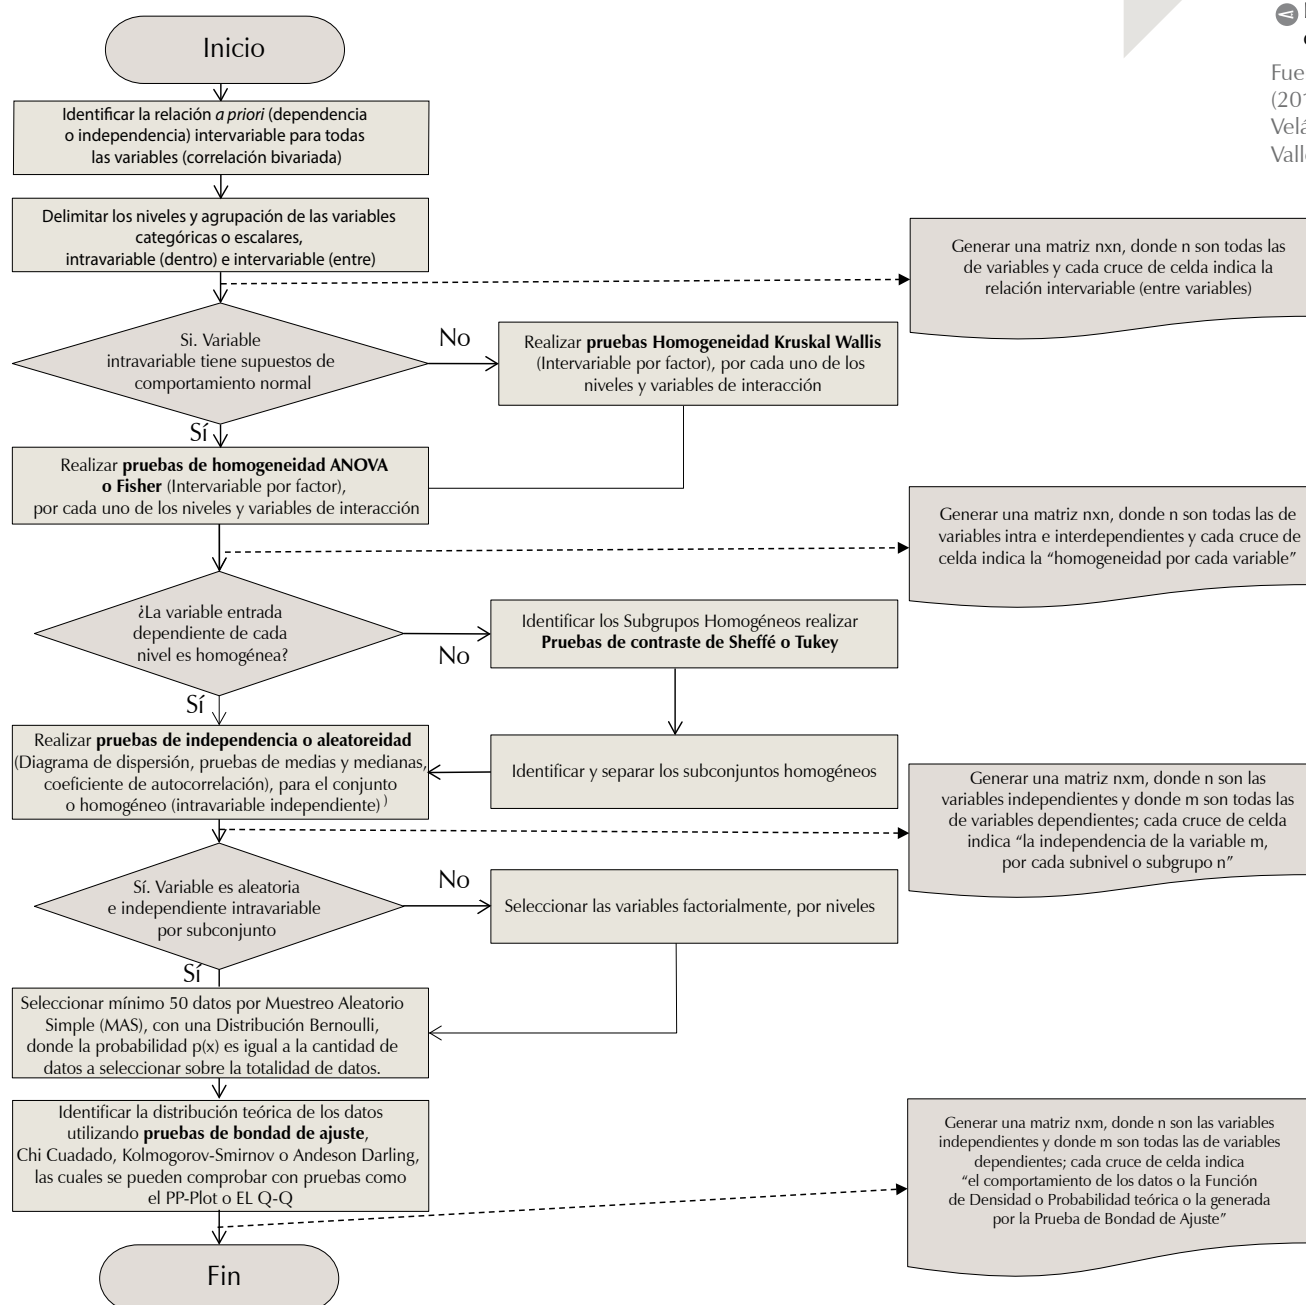 Inicio
Identificar la relación a priori (dependencia
o independencia) intervariable para todas
las variables (correlación bivariada)
Delimitar los niveles y agrupación de las variables
categóricas o escalares,
intravariable (dentro) e intervariable (entre)
Generar una matriz nxn, donde n son todas las
de variables y cada cruce de celda indica la
relación intervariable (entre variables)
Si. Variable
intravariable tiene supuestos de
comportamiento normal
No
Realizar pruebas Homogeneidad Kruskal Wallis
(Intervariable por factor), por cada uno de los
niveles y variables de interacción
Sí
Realizar pruebas de homogeneidad ANOVA
o Fisher (Intervariable por factor),
por cada uno de los niveles y variables de interacción
Generar una matriz nxn, donde n son todas las de
variables intra e interdependientes y cada cruce de
celda indica la “homogeneidad por cada variable”
¿La variable entrada
dependiente de cada
nivel es homogénea?
No
Identificar los Subgrupos Homogéneos realizar
Pruebas de contraste de Sheffé o Tukey
Sí
Realizar pruebas de independencia o aleatoreidad
(Diagrama de dispersión, pruebas de medias y medianas,
coeficiente de autocorrelación), para el conjunto
o homogéneo (intravariable independiente) )
Identificar y separar los subconjuntos homogéneos
Generar una matriz nxm, donde n son las
variables independientes y donde m son todas las
de variables dependientes; cada cruce de celda
indica “la independencia de la variable m,
por cada subnivel o subgrupo n”
Sí. Variable es aleatoria
e independiente intravariable
por subconjunto
No
Seleccionar las variables factorialmente, por niveles
Sí
Seleccionar mínimo 50 datos por Muestreo Aleatorio
Simple (MAS), con una Distribución Bernoulli,
donde la probabilidad p(x) es igual a la cantidad de
datos a seleccionar sobre la totalidad de datos.
Identificar la distribución teórica de los datos
utilizando pruebas de bondad de ajuste,
Chi Cuadado, Kolmogorov-Smirnov o Andeson Darling,
las cuales se pueden comprobar con pruebas como
el PP-Plot o EL Q-Q
Generar una matriz nxm, donde n son las variables
independientes y donde m son todas las de variables
dependientes; cada cruce de celda indica
“el comportamiento de los datos o la Función
de Densidad o Probabilidad teórica o la generada
por la Prueba de Bondad de Ajuste”
Fin